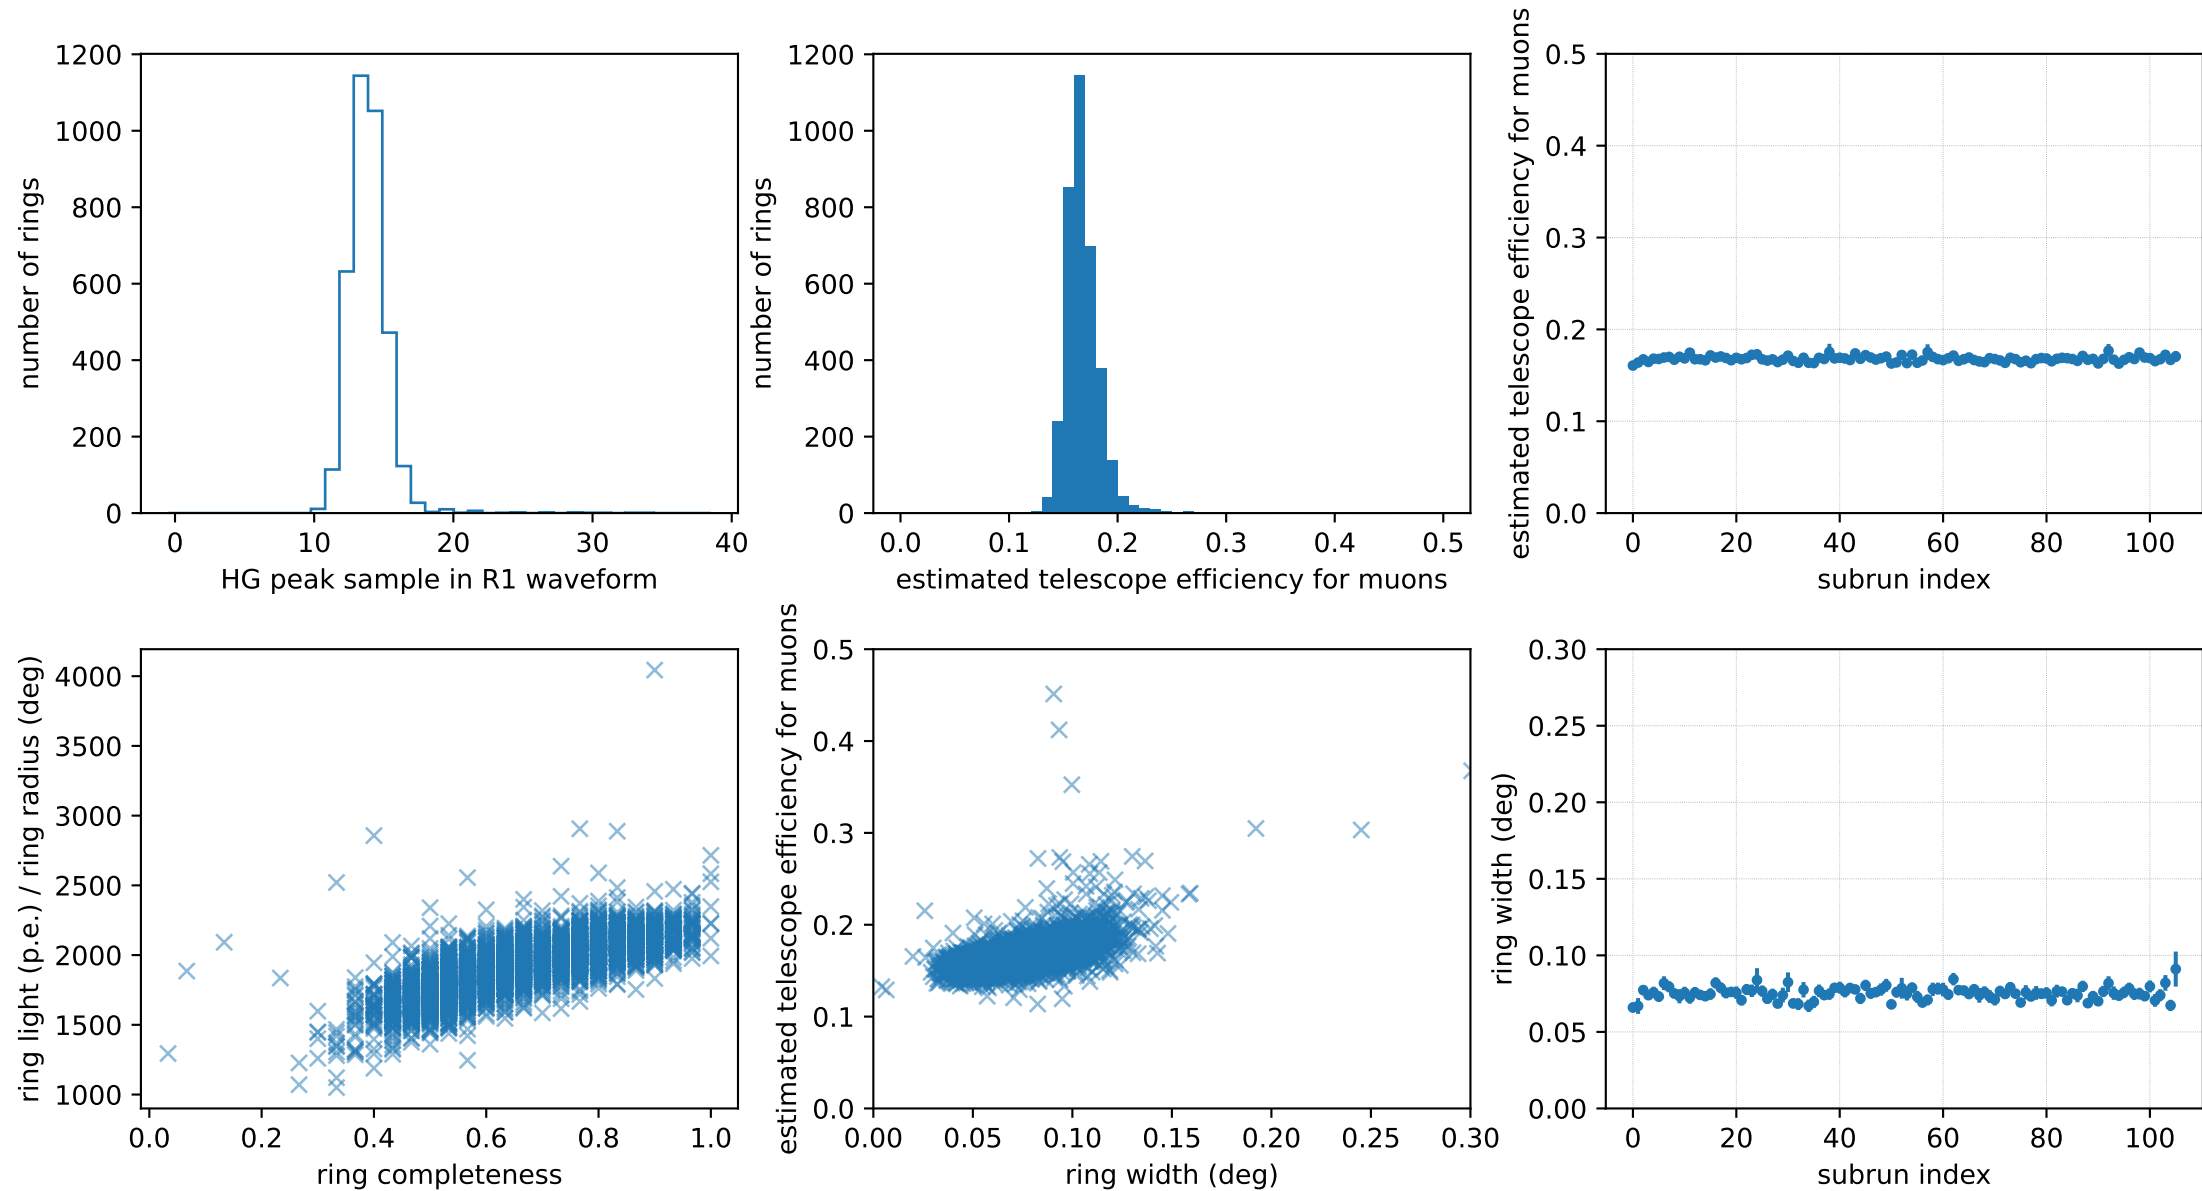 number of rings
1200
1000
800
600
400
200
0
0 10 20 30 40
HG peak sample in R1 waveform
number of rings
1200
1000
800
600
400
200
0
0.0 0.1 0.2 0.3 0.4 0.5
estimated telescope efficiency for muons
estimated telescope efficiency for muons
0.5
0.4
0.3
0.2
0.1
0.0
0 20 40 60 80 100
subrun index
ring light (p.e.) / ring radius (deg)
4000
3500
3000
2500
2000
1500
1000
0.0 0.2 0.4 0.6 0.8 1.0
ring completeness
estimated telescope efficiency for muons
0.5
0.4
0.3
0.2
0.1
0.0
0.00 0.05 0.10 0.15 0.20 0.25 0.30
ring width (deg)
ring width (deg)
0.30
0.25
0.20
0.15
0.10
0.05
0.00
0 20 40 60 80 100
subrun index